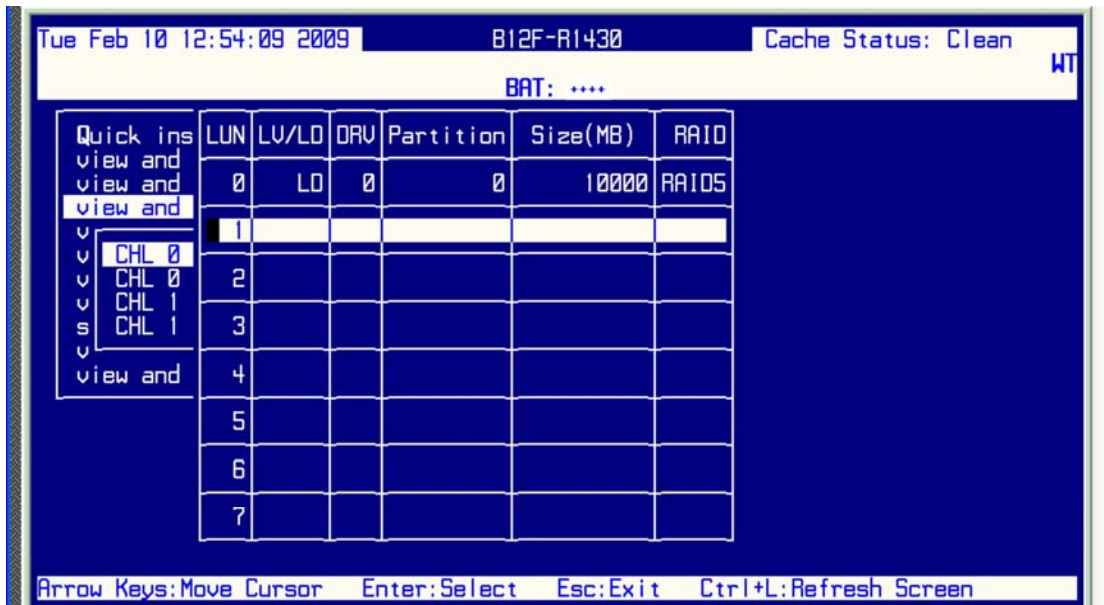 Tue Feb 10 12:54:09 2009 B12F-R1430 Cache Status: Clean
WT
BAT: ++++
Quick ins LUN LV/LD DRV Partition Size(MB) RAID
view and
view and 0 LD 0 0 10000 RAID5
view and
v 1
v CHL 0
v CHL 0 2
v CHL 1
s CHL 1 3
v
view and 4
5
6
7
Arrow Keys:Move Cursor Enter:Select Esc:Exit Ctrl+L:Refresh Screen